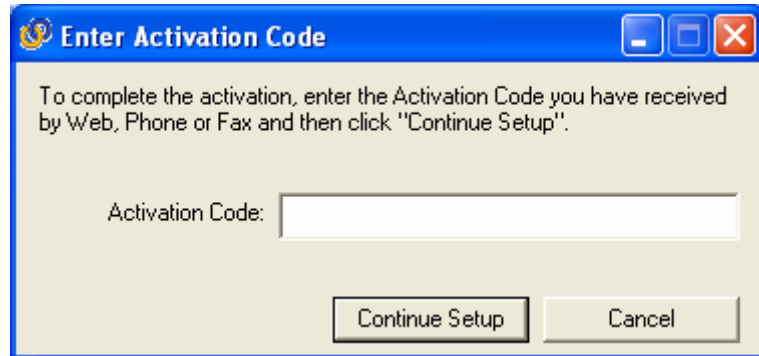 Enter Activation Code
To complete the activation, enter the Activation Code you have received
by Web, Phone or Fax and then click "Continue Setup".
Activation Code:
Continue Setup
Cancel